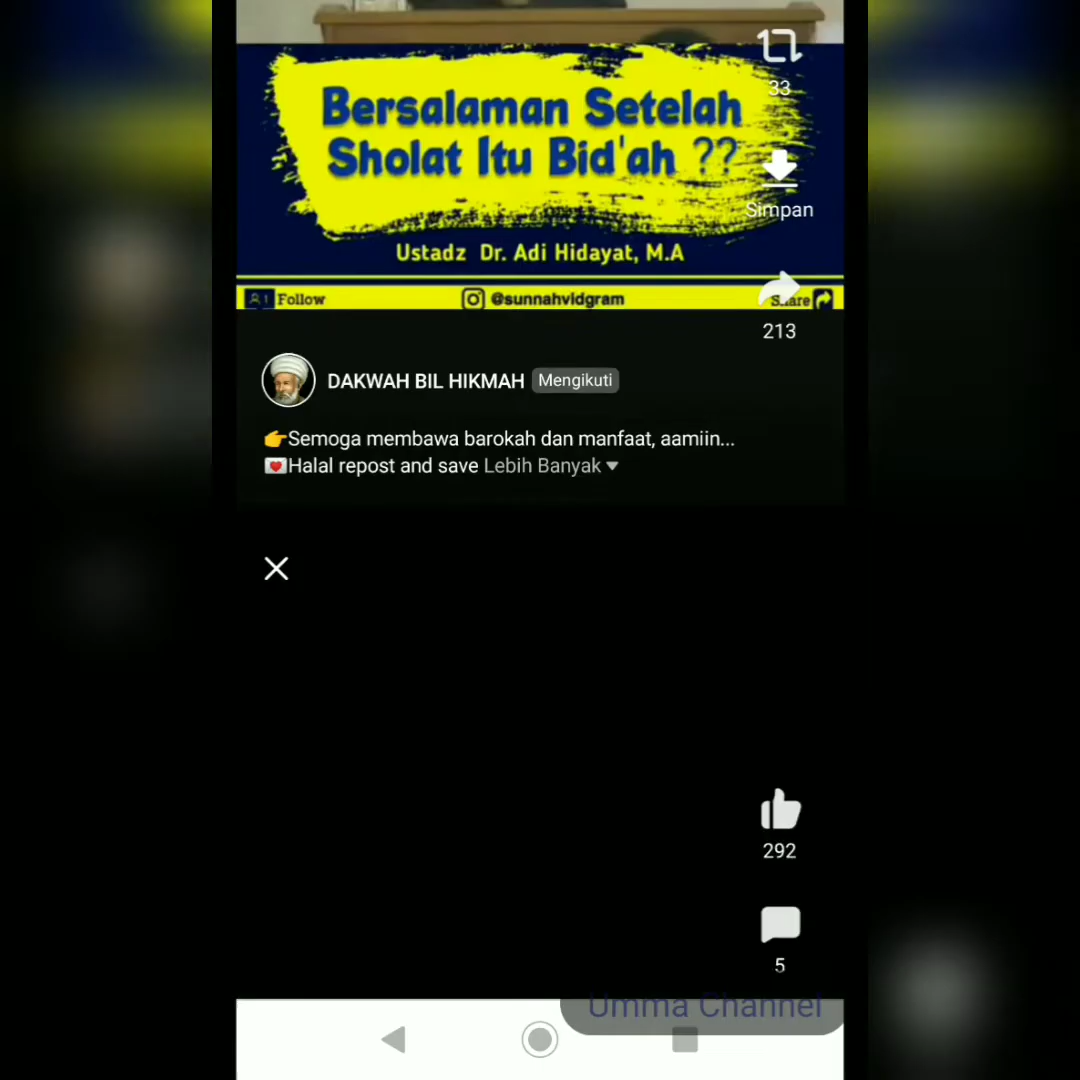 Bersalaman Setelah
Sholat Itu Bid'ah ??
Ustadz Dr. Adi Hidayat, M.A
Follow
@sunnahvidgram
Share
33
Simpan
213
DAKWAH BIL HIKMAH Mengikuti
👉Semoga membawa barokah dan manfaat, aamiin...
💌Halal repost and save Lebih Banyak
292
5
Umma Channel